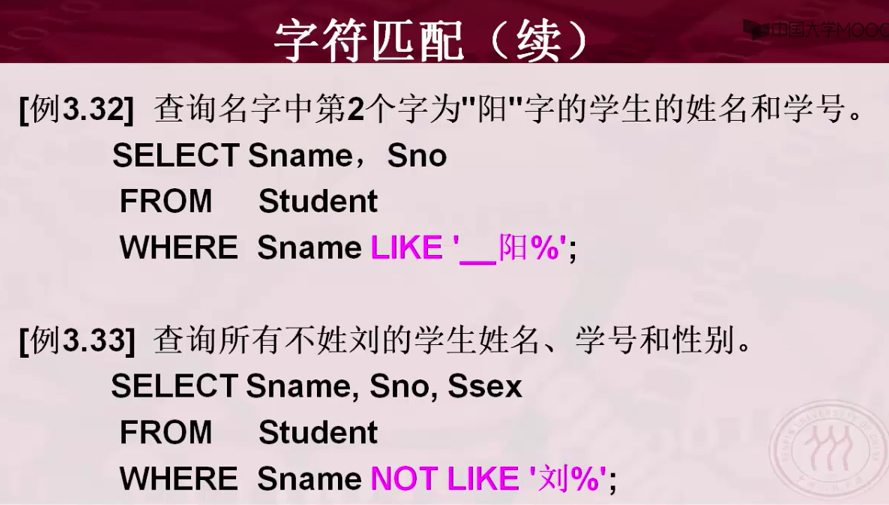 字符匹配（续）
中国大学MOOC
[例3.32] 查询名字中第2个字为"阳"字的学生的姓名和学号。
SELECT Sname，Sno
FROM Student
WHERE Sname LIKE '__阳%';
[例3.33] 查询所有不姓刘的学生姓名、学号和性别。
SELECT Sname, Sno, Ssex
FROM Student
WHERE Sname NOT LIKE '刘%';